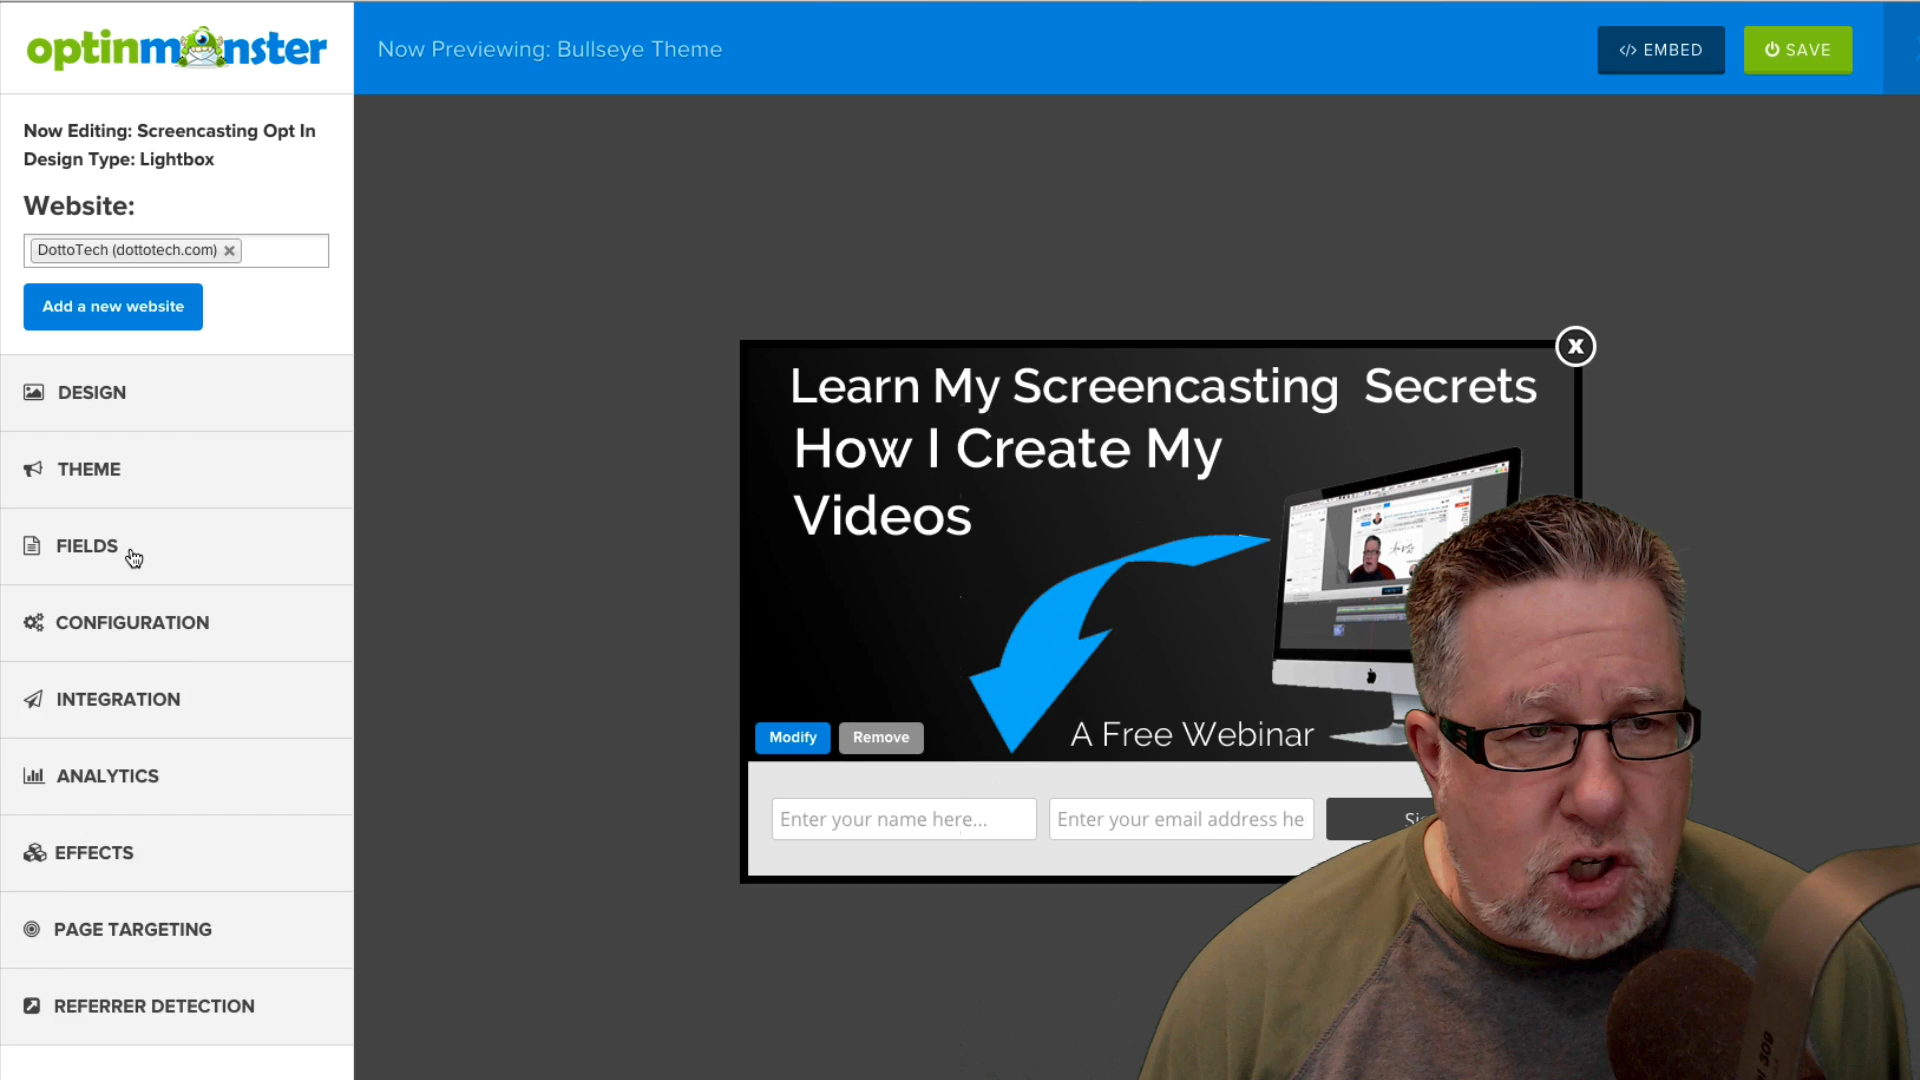 optinmonster
Now Previewing: Bullseye Theme
</> EMBED
SAVE
Now Editing: Screencasting Opt In
Design Type: Lightbox
Website:
DottoTech (dottotech.com) ×
Add a new website
DESIGN
THEME
FIELDS
CONFIGURATION
INTEGRATION
ANALYTICS
EFFECTS
PAGE TARGETING
REFERRER DETECTION
X
Learn My Screencasting Secrets
How I Create My
Videos
A Free Webinar
Modify Remove
Enter your name here... Enter your email address he